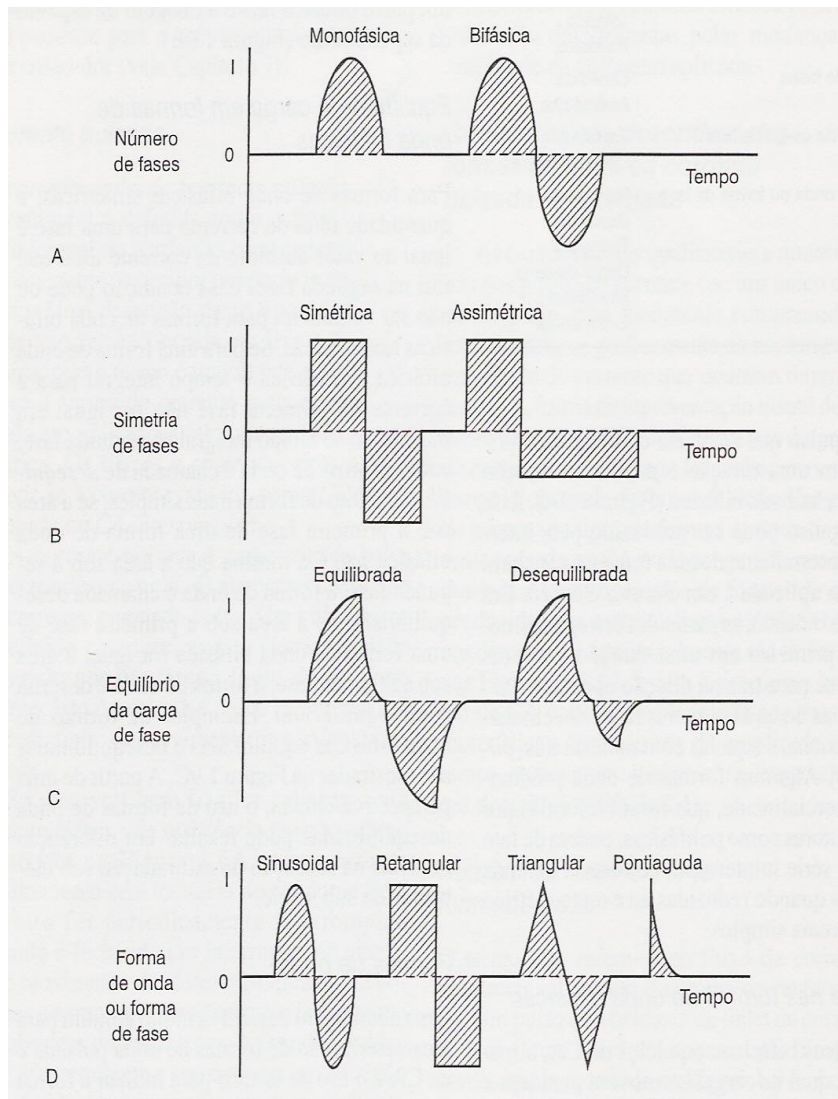 Monofásica Bifásica
I
Número
de fases
0
Tempo
A
Simétrica Assimétrica
I
Simetria
de fases
0
Tempo
B
Equilibrada Desequilibrada
I
Equilíbrio
da carga
de fase
0
Tempo
C
Sinusoidal Retangular Triangular Pontiaguda
I
Forma
de onda
ou forma
de fase
0
Tempo
D